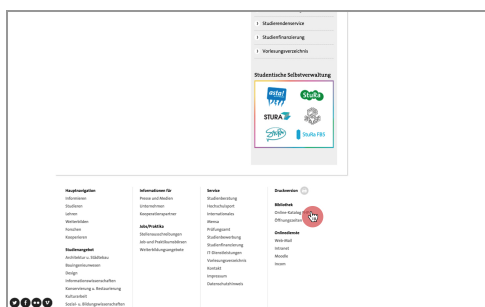 Studierendenservice
Studienfinanzierung
Vorlesungsverzeichnis
Studentische Selbstverwaltung
asta!
StuRa
STURA
StuRa FB5
Hauptnavigation
Informieren
Studieren
Lehren
Weiterbilden
Forschen
Kooperieren
Studienangebot
Architektur u. Städtebau
Bauingenieurwesen
Design
Informationswissenschaften
Konservierung u. Restaurierung
Kulturarbeit
Sozial- u. Bildungswissenschaften
Informationen für
Presse und Medien
Unternehmen
Kooperationspartner
Jobs/Praktika
Stellenausschreibungen
Job und Praktikumsbörsen
Weiterbildungsangebote
Service
Studienberatung
Hochschulsport
Internationales
Mensa
Prüfungsamt
Studienbewerbung
Studienfinanzierung
IT-Dienstleistungen
Vorlesungsverzeichnis
Kontakt
Impressum
Datenschutzhinweis
Druckversion
Bibliothek
Online-Katalog
Öffnungszeiten
Onlinedienste
Web-Mail
Intranet
Moodle
Incom